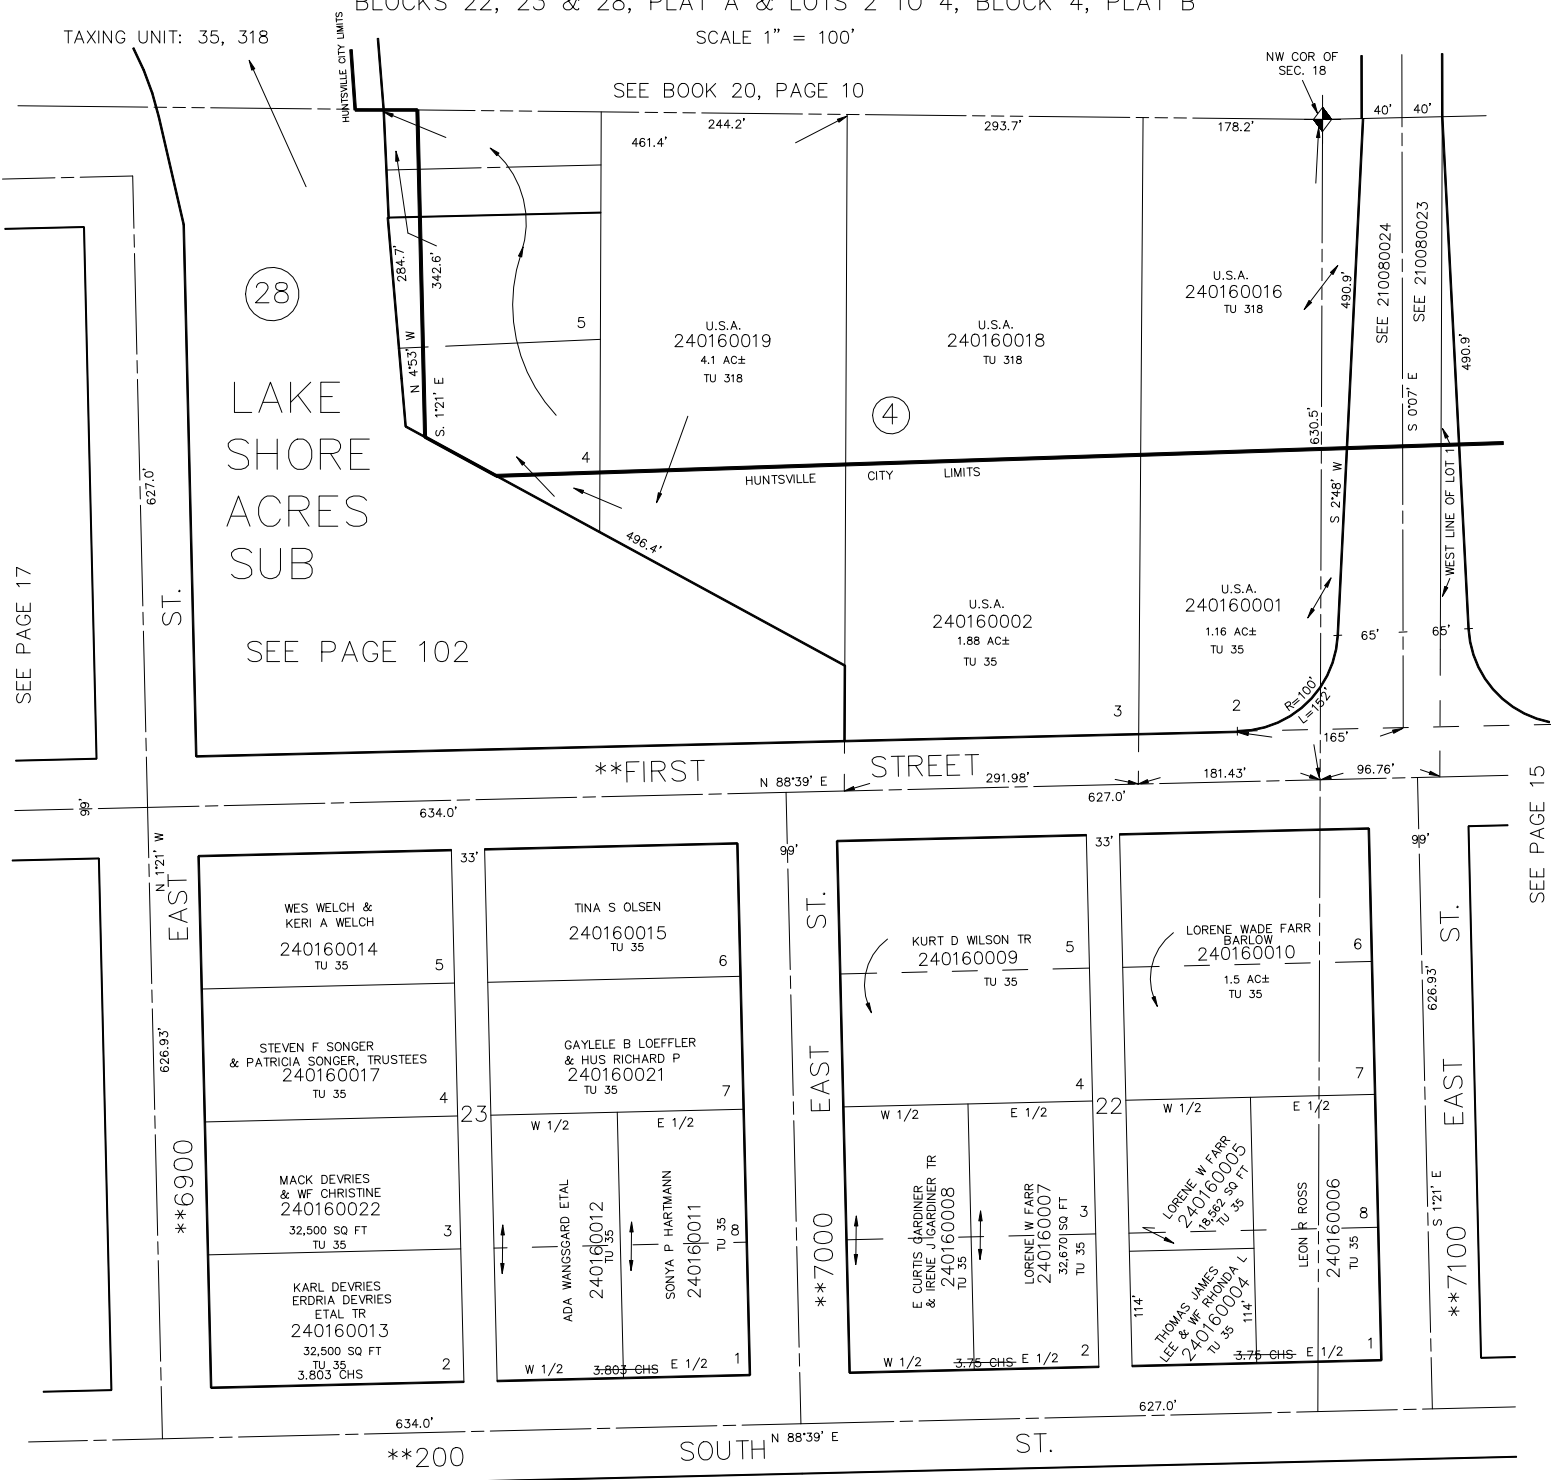 BLOCKS 22, 23 & 28, PLAT A & LOTS 2 TO 4, BLOCK 4, PLAT B
TAXING UNIT: 35, 318
SCALE 1" = 100'
SEE BOOK 20, PAGE 10
HUNTSVILLE CITY LIMITS
NW COR OF
SEC. 18
40'
40'
244.2'
461.4'
293.7'
178.2'
284.7'
342.6'
N 4°53' W
S. 1°21' E
28
5
4
LAKE
SHORE
ACRES
SUB
SEE PAGE 102
U.S.A.
240160019
4.1 AC±
TU 318
U.S.A.
240160018
TU 318
U.S.A.
240160016
TU 318
4
490.9'
630.5'
SEE 210080024
SEE 210080023
S 0°07' E
490.9'
HUNTSVILLE CITY LIMITS
S 2°48' W
WEST LINE OF LOT 1
496.4'
627.0'
ST.
SEE PAGE 17
U.S.A.
240160002
1.88 AC±
TU 35
3
U.S.A.
240160001
1.16 AC±
TU 35
2
65'
65'
R=100'
L=152'
165'
**FIRST STREET
N 88°39' E
291.98'
181.43'
96.76'
634.0'
627.0'
99'
SEE PAGE 15
N 1°21' W
EAST
626.93'
**6900
33'
99'
33'
99'
WES WELCH &
KERI A WELCH
240160014
TU 35
5
TINA S OLSEN
240160015
TU 35
6
STEVEN F SONGER
& PATRICIA SONGER, TRUSTEES
240160017
TU 35
4
23
GAYLELE B LOEFFLER
& HUS RICHARD P
240160021
TU 35
7
MACK DEVRIES
& WF CHRISTINE
240160022
32,500 SQ FT
TU 35
3
KARL DEVRIES
ERDRIA DEVRIES
ETAL TR
240160013
32,500 SQ FT
TU 35
3.803 CHS
2
W 1/2
E 1/2
ADA WANGSGARD ETAL
240160012
TU 35
SONYA P HARTMANN
240160011
TU 35
8
W 1/2
3.803 CHS
E 1/2
1
ST.
EAST
**7000
KURT D WILSON TR
240160009
TU 35
5
4
LORENE WADE FARR
BARLOW
240160010
1.5 AC±
TU 35
6
7
22
W 1/2
E 1/2
E CURTIS GARDINER
& IRENE J GARDINER TR
240160008
TU 35
LORENE W FARR
240160007
32,670 SQ FT
TU 35
3
W 1/2
3.75 CHS
E 1/2
2
W 1/2
E 1/2
LORENE W FARR
240160005
18,562 SQ FT
TU 35
THOMAS JAMES
LEE & WF RHONDA L
240160004
TU 35
114'
114'
LEON R ROSS
240160006
TU 35
8
3.75 CHS
E 1/2
1
ST.
626.93'
EAST
S 1°21' E
**7100
634.0'
627.0'
**200 SOUTH ST.
N 88°39' E